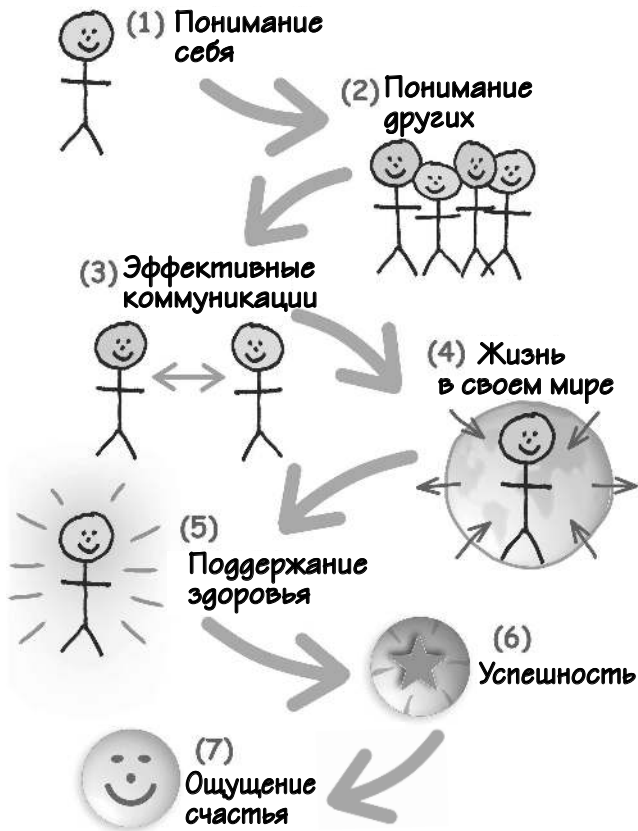 (1) Понимание
себя
(2) Понимание
других
(3) Эффективные
коммуникации
(4) Жизнь
в своем мире
(5)
Поддержание
здоровья
(6)
Успешность
(7)
Ощущение
счастья